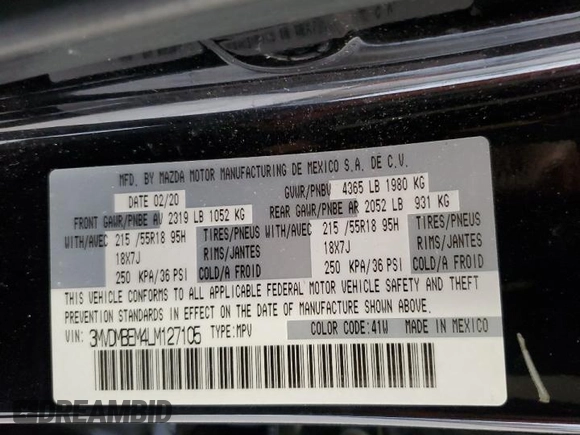 MFD. BY MAZDA MOTOR MANUFACTURING DE MEXICO S.A. DE C.V.
DATE 02/20 GVWR/PNBV 4365 LB 1980 KG
FRONT GAWR/PNBE AV 2319 LB 1052 KG REAR GAWR/PNBE AR 2052 LB 931 KG
WITH/AVEC 215 /55R18 95H TIRES/PNEUS WITH/AVEC 215 /55R18 95H TIRES/PNEUS
18X7J RIMS/JANTES 18X7J RIMS/JANTES
250 KPA/36 PSI COLD/A FROID 250 KPA/36 PSI COLD/A FROID
THIS VEHICLE CONFORMS TO ALL APPLICABLE FEDERAL MOTOR VEHICLE SAFETY AND THEFT
PREVENTION STANDARDS IN EFFECT ON THE DATE OF MANUFACTURE SHOWN ABOVE.
3MVDMBEM4LM127105 TYPE:MPV COLOR CODE:41W MADE IN MEXICO
DREAMBID